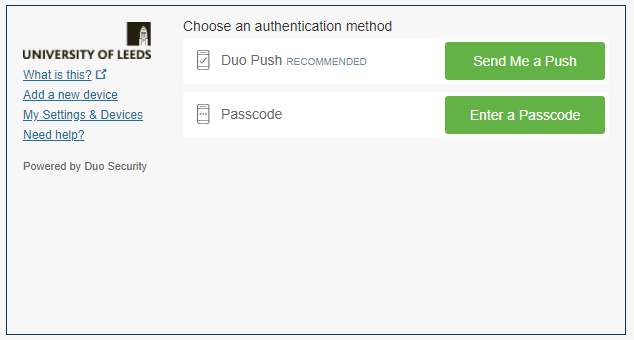 UNIVERSITY OF LEEDS
What is this?
Add a new device
My Settings & Devices
Need help?
Powered by Duo Security
Choose an authentication method
Duo Push RECOMMENDED
Send Me a Push
Passcode
Enter a Passcode